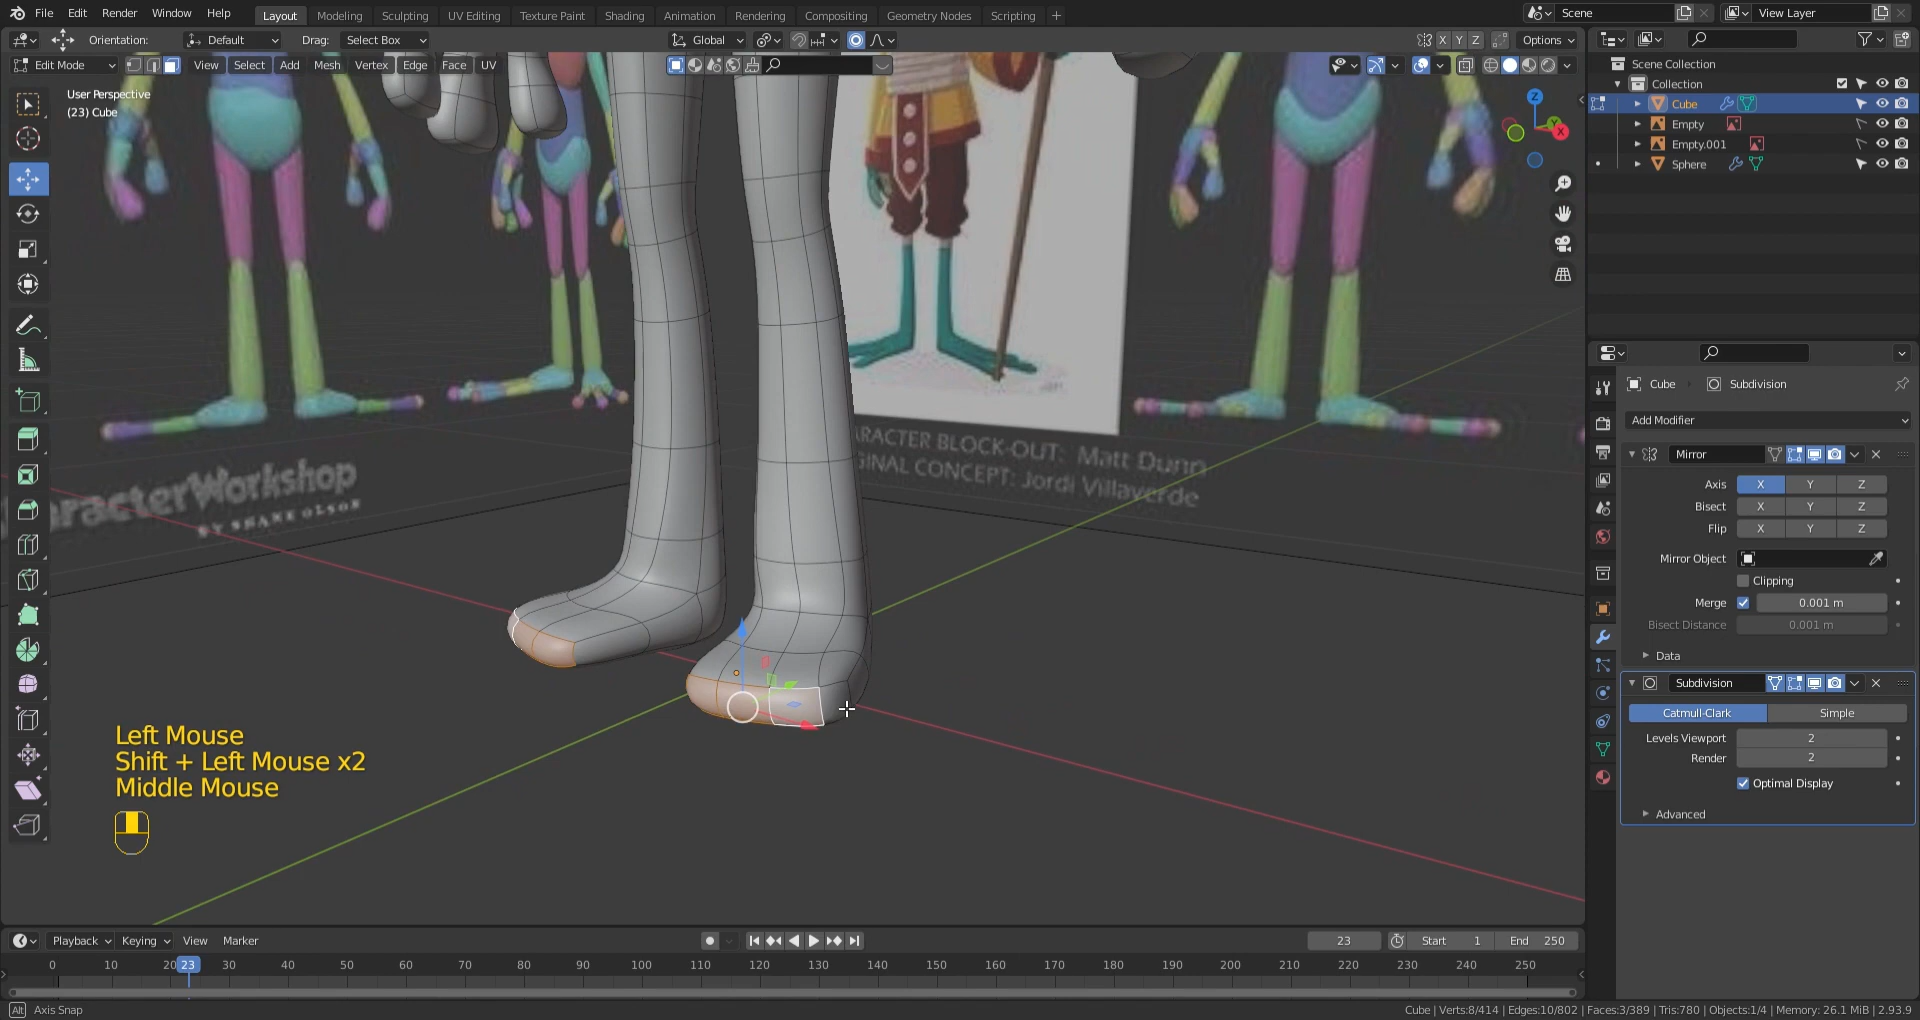 File Edit Render Window Help
Layout Modeling Sculpting UV Editing Texture Paint Shading Animation Rendering Compositing Geometry Nodes Scripting +
Scene View Layer
Orientation: Default Drag: Select Box Global X Y Z Options
Edit Mode View Select Add Mesh Vertex Edge Face UV
User Perspective
(23) Cube
Z
Y
X
Scene Collection
Collection
Cube
Empty
Empty.001
Sphere
Cube Subdivision
Add Modifier
Mirror
Axis X Y Z
Bisect X Y Z
Flip X Y Z
Mirror Object
Clipping
Merge 0.001 m
Bisect Distance 0.001 m
Data
Subdivision
Catmull-Clark Simple
Levels Viewport 2
Render 2
Optimal Display
Advanced
RACTER BLOCK-OUT: Matt Dunn
GINAL CONCEPT: Jordi Villaverde
aracterWorkshop
BY SHANE OLSON
Left Mouse
Shift + Left Mouse x2
Middle Mouse
Playback Keying View Marker 23 Start 1 End 250
0 10 20 23 30 40 50 60 70 80 90 100 110 120 130 140 150 160 170 180 190 200 210 220 230 240 250
Alt Axis Snap
Cube | Verts:8/414 | Edges:10/802 | Faces:3/389 | Tris:780 | Objects:1/4 | Memory: 26.1 MiB | 2.93.9